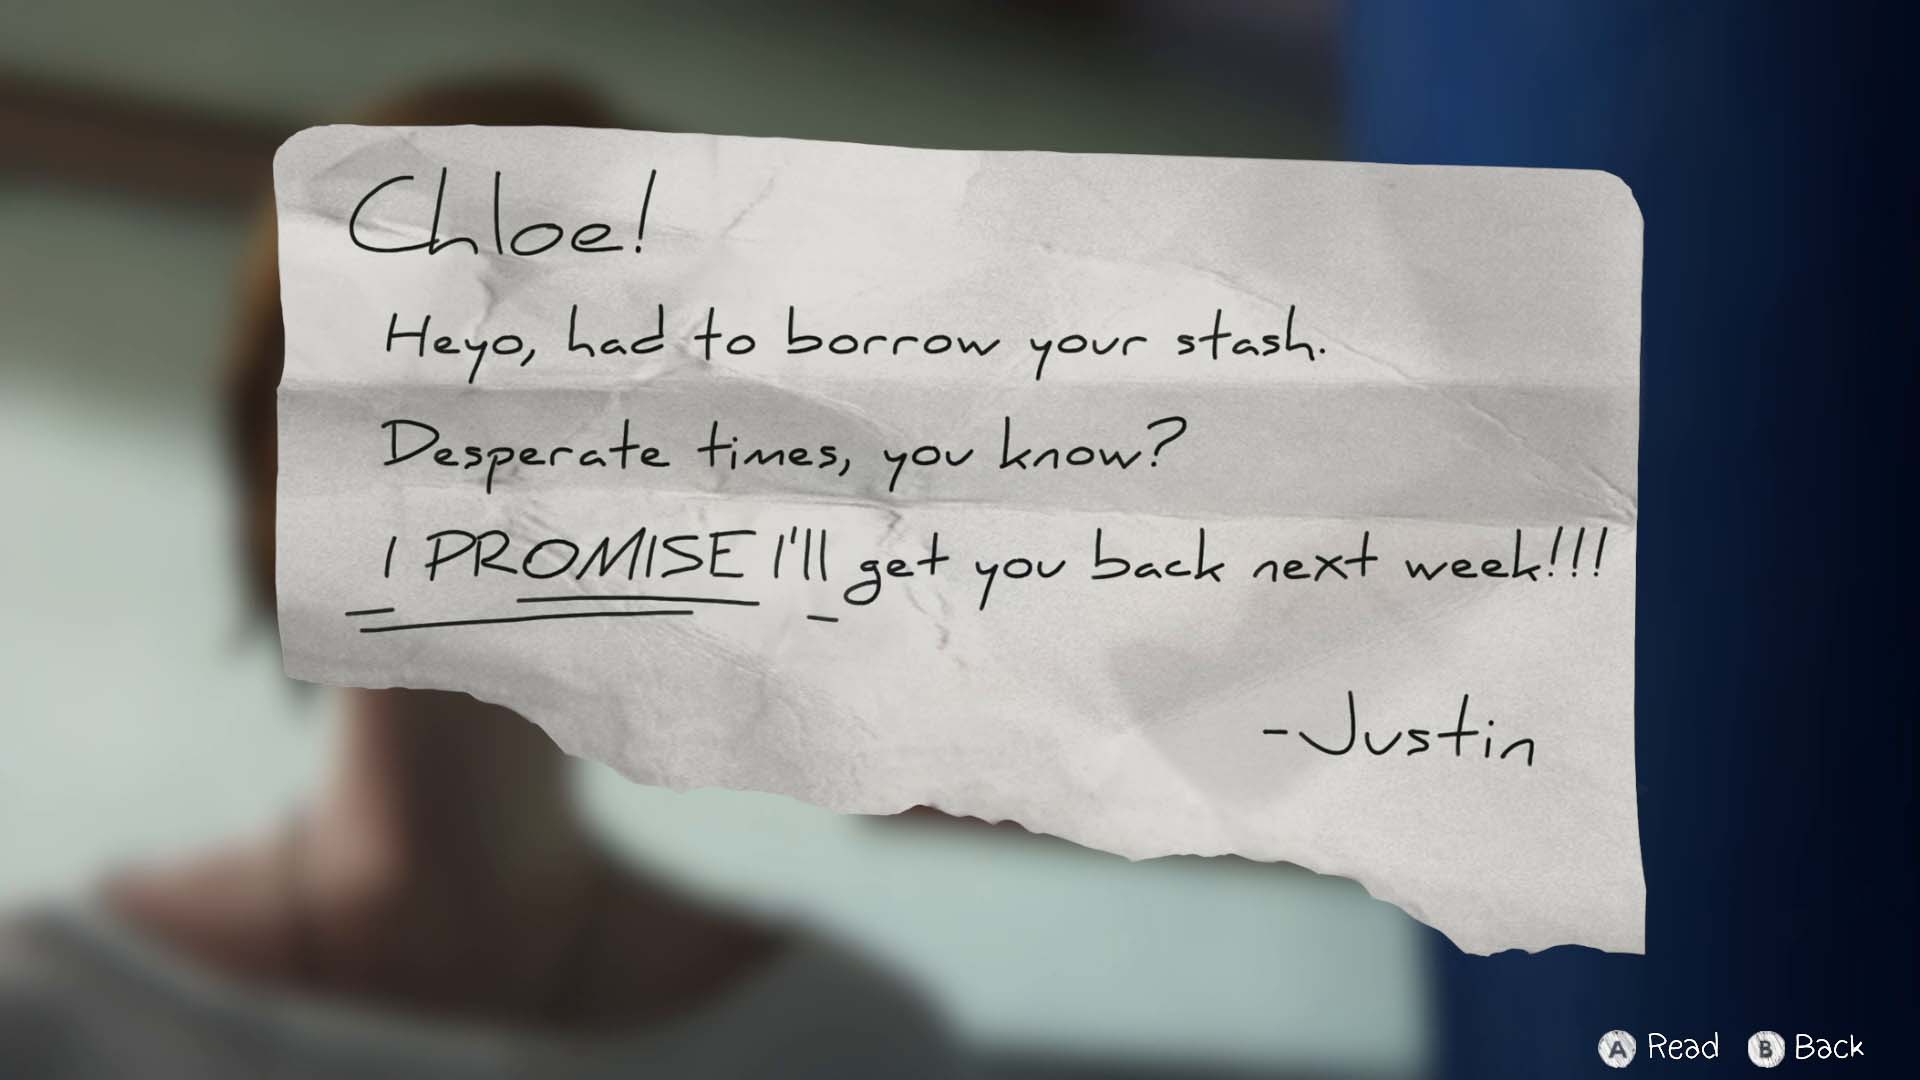 Chloe!
Heyo, had to borrow your stash.
Desperate times, you know?
I PROMISE I'll get you back next week!!!
-Justin
A Read B Back